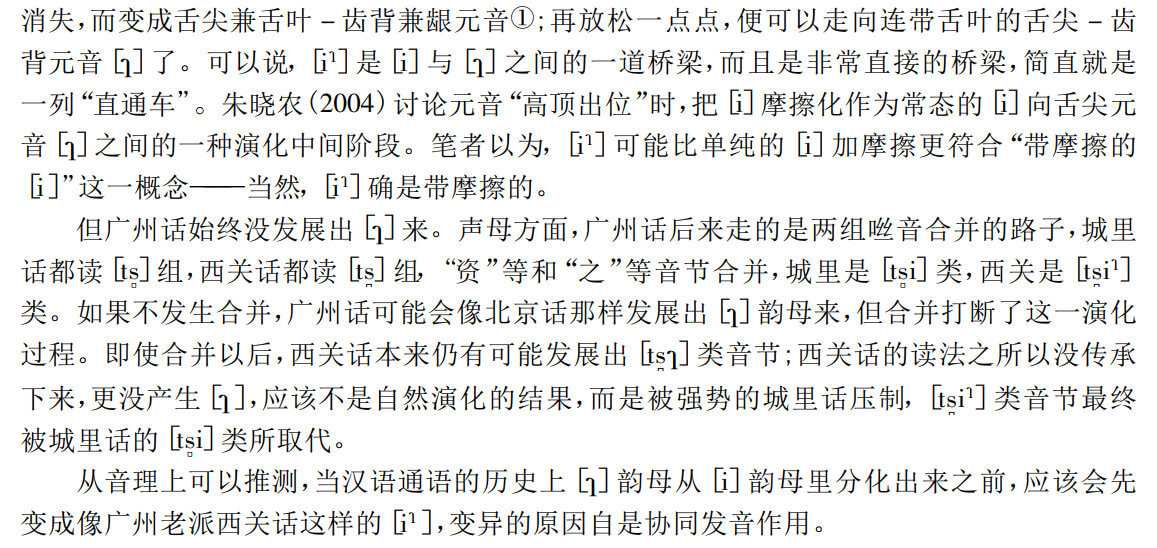 消失,而变成舌尖兼舌叶–齿背兼龈元音①;再放松一点点,便可以走向连带舌叶的舌尖–齿
背元音[ɿ]了。可以说,[iɿ]是[i]与[ɿ]之间的一道桥梁,而且是非常直接的桥梁,简直就是
一列“直通车”。朱晓农(2004)讨论元音“高顶出位”时,把[i]摩擦化作为常态的[i]向舌尖元
音[ɿ]之间的一种演化中间阶段。笔者以为,[iɿ]可能比单纯的[i]加摩擦更符合“带摩擦的
[i]”这一概念——当然,[iɿ]确是带摩擦的。
但广州话始终没发展出[ɿ]来。声母方面,广州话后来走的是两组咝音合并的路子,城里
话都读[ts̻]组,西关话都读[ts̻]组,“资”等和“之”等音节合并,城里是[ts̻i]类,西关是[ts̻iɿ]
类。如果不发生合并,广州话可能会像北京话那样发展出[ɿ]韵母来,但合并打断了这一演化
过程。即使合并以后,西关话本来仍有可能发展出[ts̻ɿ]类音节;西关话的读法之所以没传承
下来,更没产生[ɿ],应该不是自然演化的结果,而是被强势的城里话压制,[ts̻iɿ]类音节最终
被城里话的[ts̻i]类所取代。
从音理上可以推测,当汉语通语的历史上[ɿ]韵母从[i]韵母里分化出来之前,应该会先
变成像广州老派西关话这样的[iɿ],变异的原因自是协同发音作用。